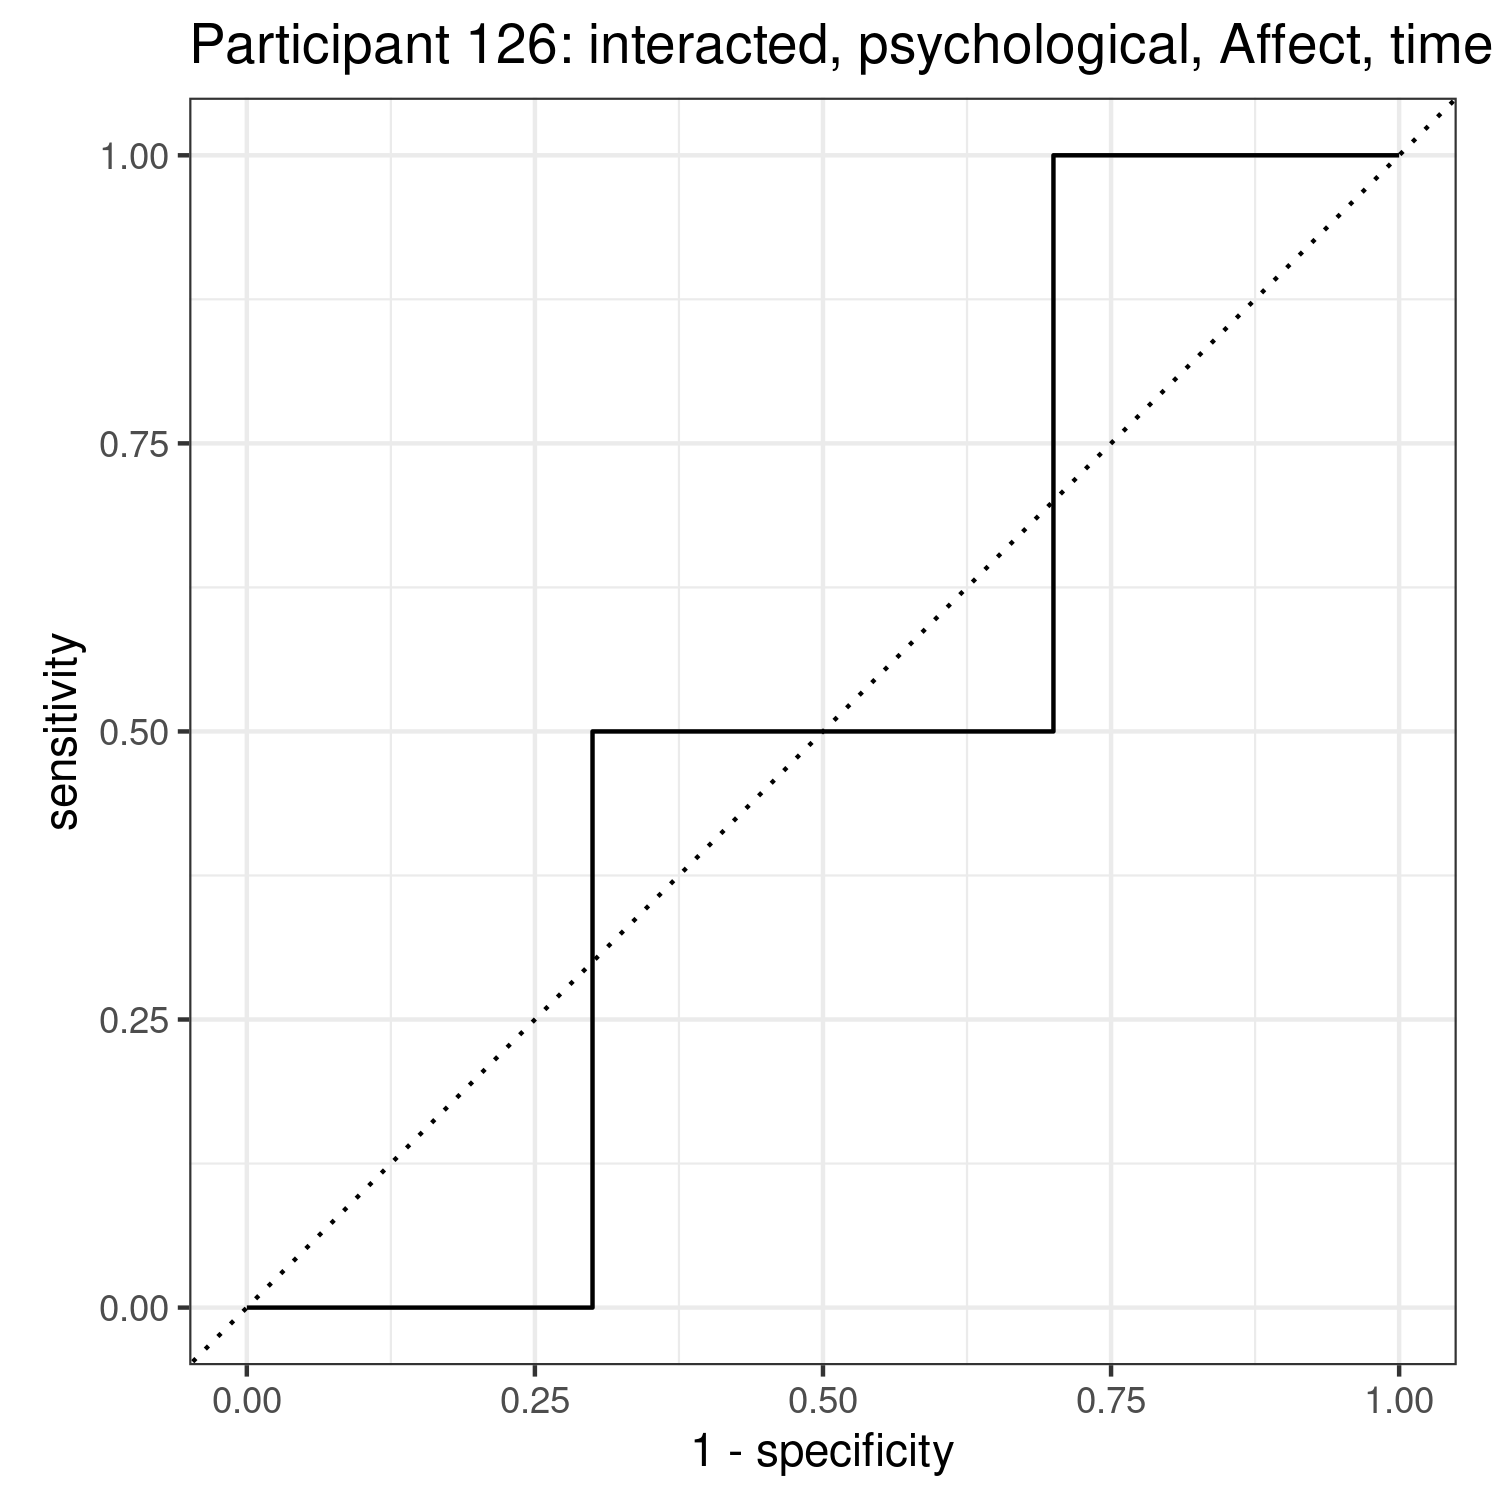 Participant 126: interacted, psychological, Affect, time
1.00
0.75
0.50
0.25
0.00
sensitivity
0.00 0.25 0.50 0.75 1.00
1 - specificity